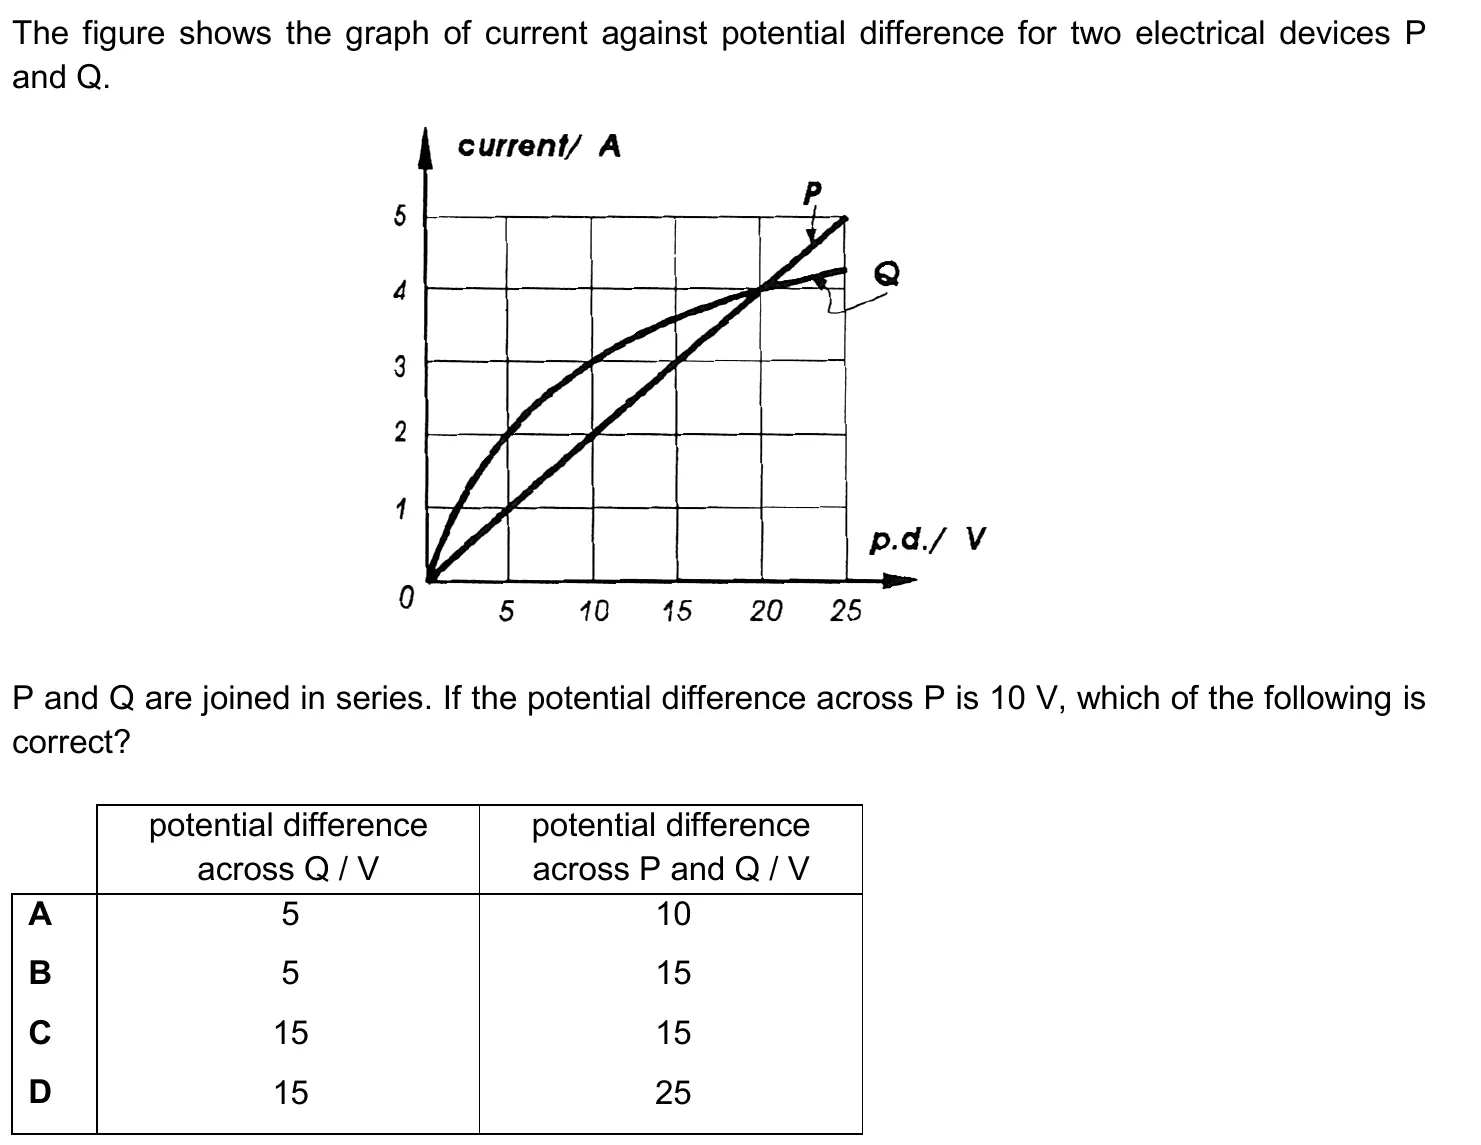 The figure shows the graph of current against potential difference for two electrical devices P
and Q.
current/ A
P
5
Q
4
3
2
1
p.d./ V
0
5 10 15 20 25
P and Q are joined in series. If the potential difference across P is 10 V, which of the following is
correct?
potential difference across Q / V
potential difference across P and Q / V
A 5 10
B 5 15
C 15 15
D 15 25